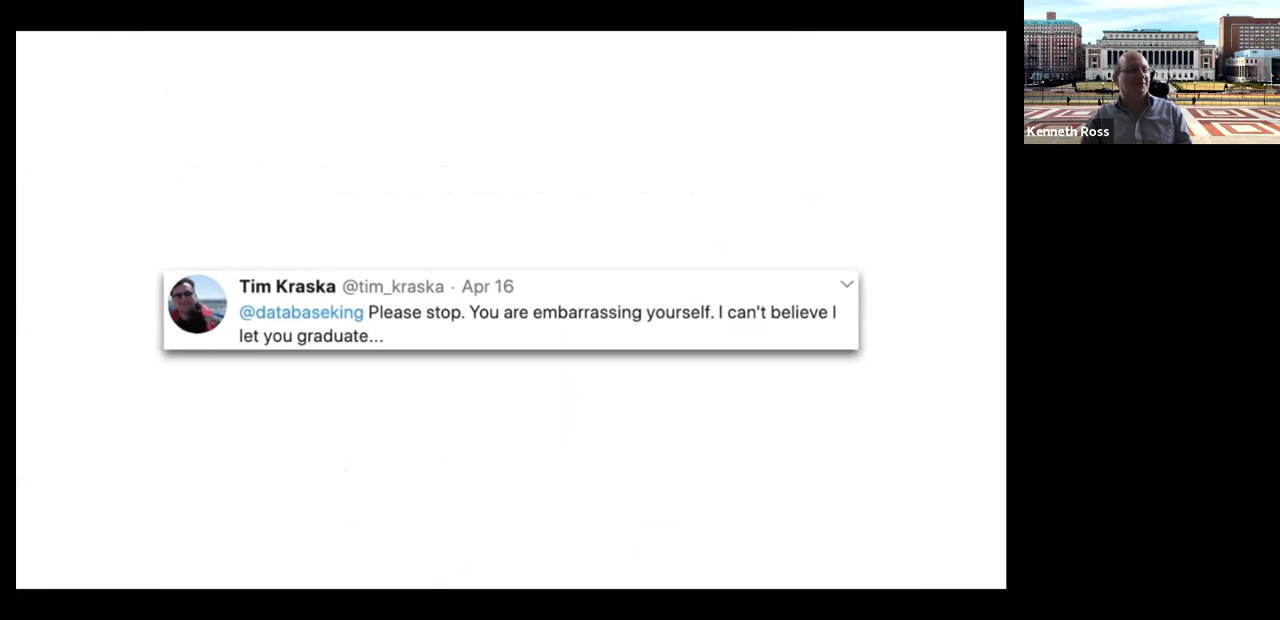 Tim Kraska @tim_kraska · Apr 16
@databaseking Please stop. You are embarrassing yourself. I can't believe I
let you graduate...
Kenneth Ross